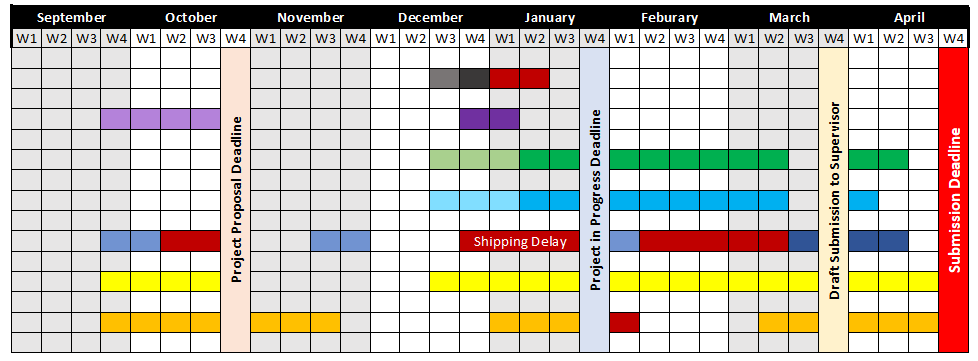 September October November December January Feburary March April
W1 W2 W3 W4 W1 W2 W3 W4 W1 W2 W3 W4 W1 W2 W3 W4 W1 W2 W3 W4 W1 W2 W3 W4 W1 W2 W3 W4 W1 W2 W3 W4
Project Proposal Deadline
Shipping Delay
Project in Progress Deadline
Draft Submission to Supervisor
Submission Deadline